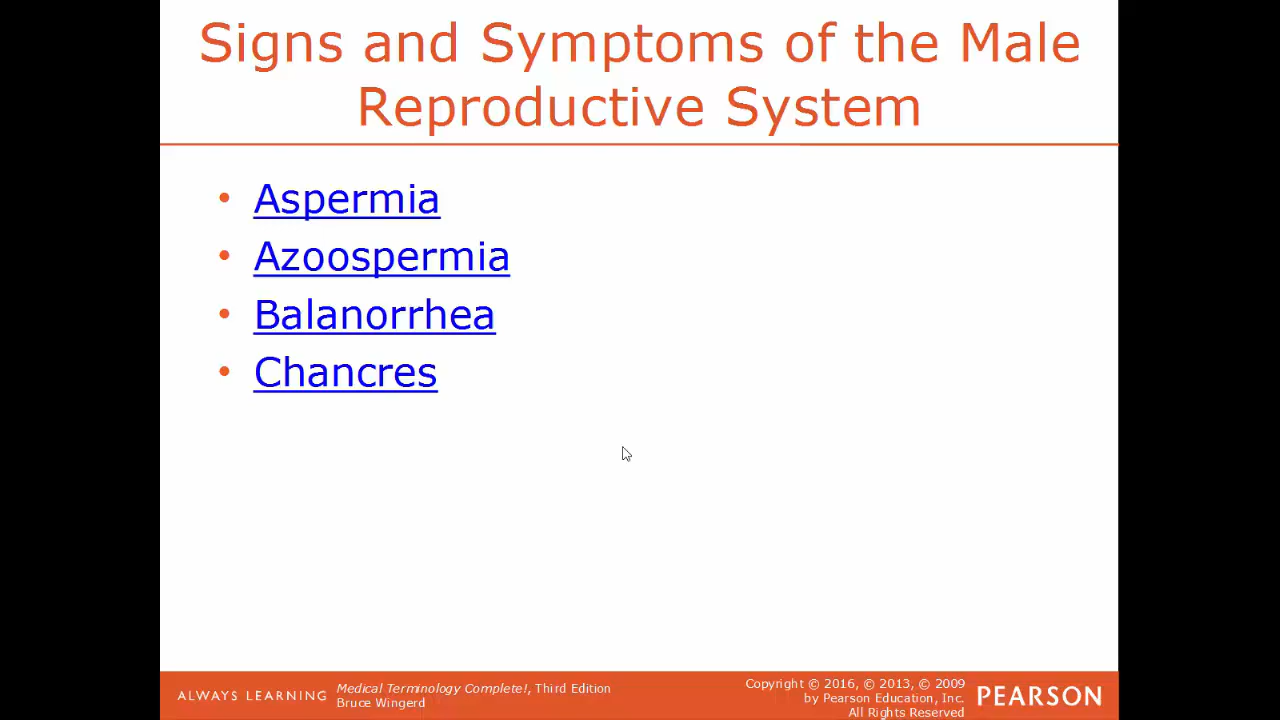 Signs and Symptoms of the Male
Reproductive System
• Aspermia
• Azoospermia
• Balanorrhea
• Chancres
ALWAYS LEARNING
Medical Terminology Complete!, Third Edition
Bruce Wingerd
Copyright © 2016, © 2013, © 2009
by Pearson Education, Inc.
All Rights Reserved
PEARSON